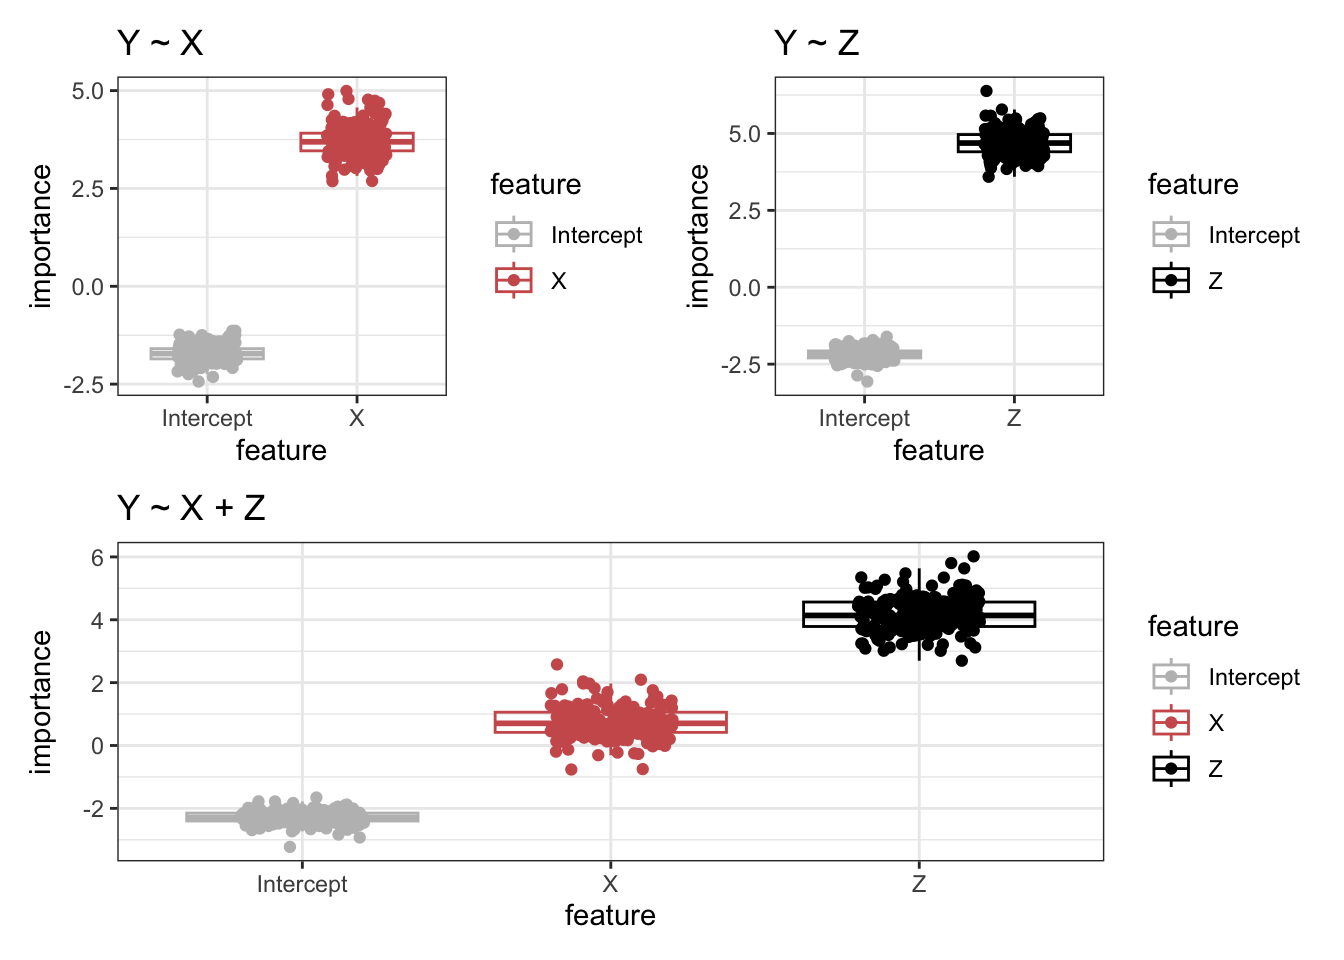 Y ~ X
5.0
2.5
0.0
-2.5
importance
Intercept
X
feature
feature
Intercept
X
Y ~ Z
5.0
2.5
0.0
-2.5
importance
Intercept
Z
feature
feature
Intercept
Z
Y ~ X + Z
6
4
2
0
-2
importance
Intercept
X
Z
feature
feature
Intercept
X
Z